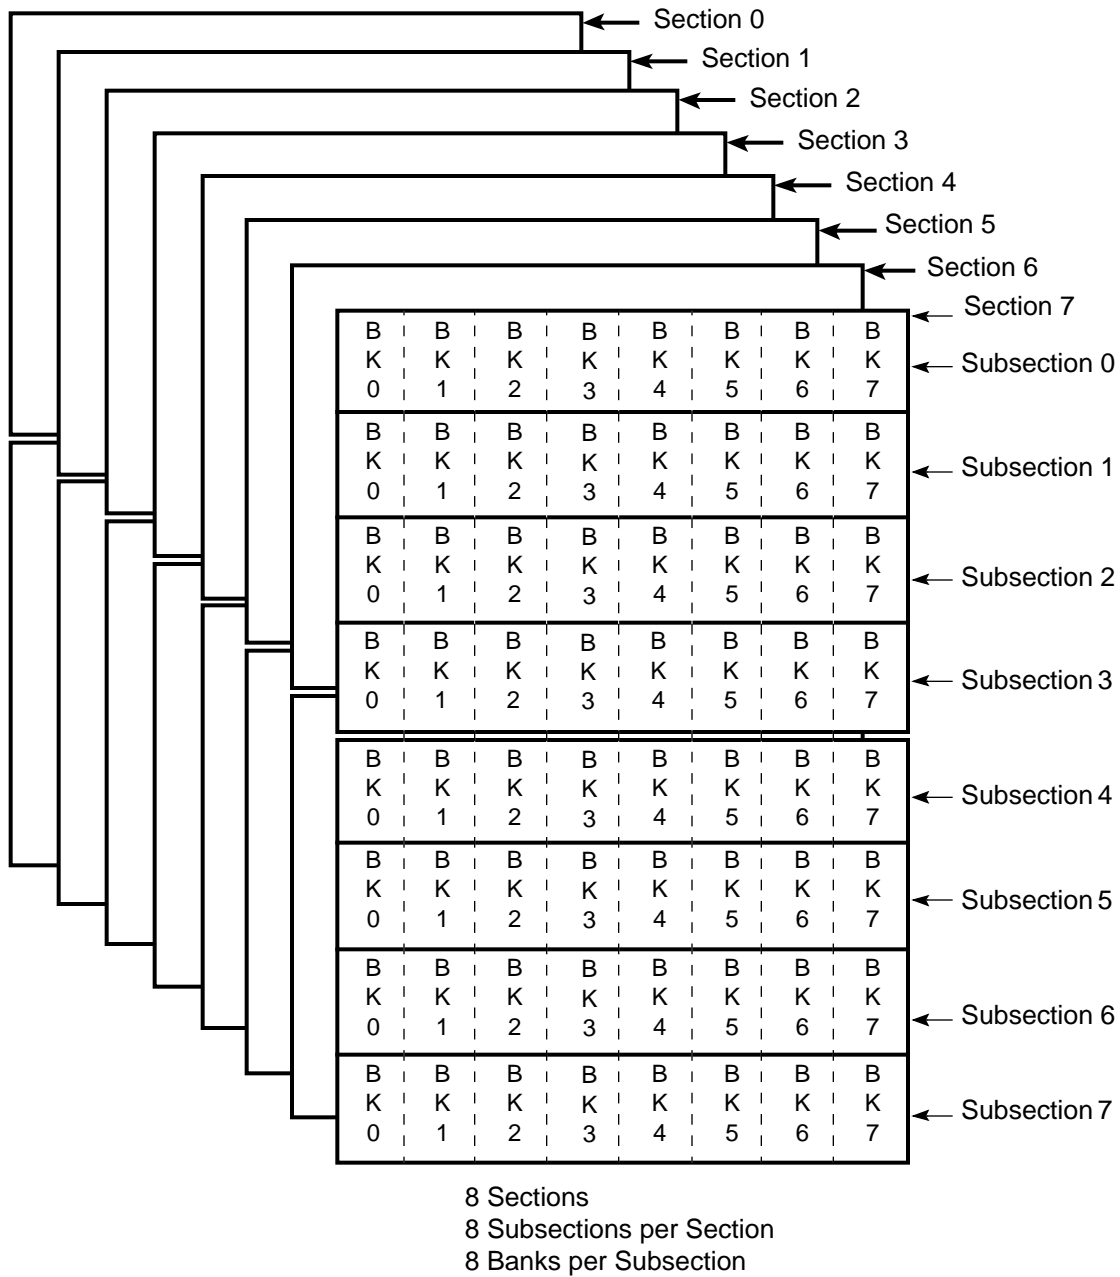 Section 0
Section 1
Section 2
Section 3
Section 4
Section 5
Section 6
Section 7
B B B B B B B B
K K K K K K K K
0 1 2 3 4 5 6 7
Subsection 0
B B B B B B B B
K K K K K K K K
0 1 2 3 4 5 6 7
Subsection 1
B B B B B B B B
K K K K K K K K
0 1 2 3 4 5 6 7
Subsection 2
B B B B B B B B
K K K K K K K K
0 1 2 3 4 5 6 7
Subsection 3
B B B B B B B B
K K K K K K K K
0 1 2 3 4 5 6 7
Subsection 4
B B B B B B B B
K K K K K K K K
0 1 2 3 4 5 6 7
Subsection 5
B B B B B B B B
K K K K K K K K
0 1 2 3 4 5 6 7
Subsection 6
B B B B B B B B
K K K K K K K K
0 1 2 3 4 5 6 7
Subsection 7
8 Sections
8 Subsections per Section
8 Banks per Subsection